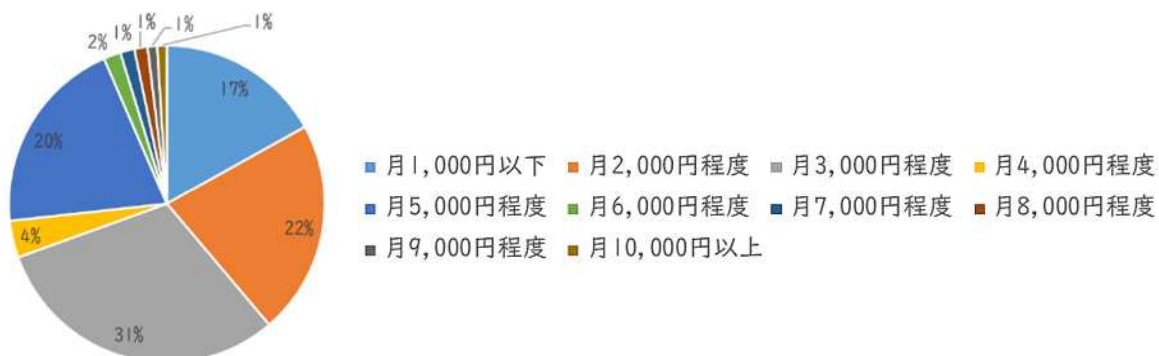 2% 1% 1% 1% 1%
17%
20%
22%
4%
31%
月1,000円以下 月2,000円程度 月3,000円程度 月4,000円程度
月5,000円程度 月6,000円程度 月7,000円程度 月8,000円程度
月9,000円程度 月10,000円以上